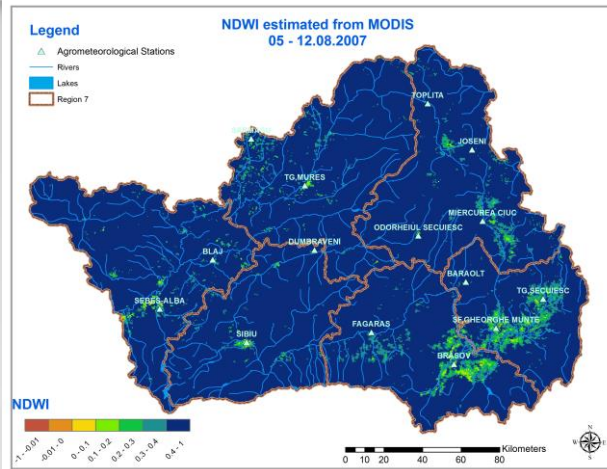 NDWI estimated from MODIS
05 - 12.08.2007
Legend
Agrometeorological Stations
Rivers
Lakes
Region 7
TOPLITA
JOSENI
TG.MURES
MIERCUREA CIUC
ODORHEIUL SECUIESC
DUMBRAVENI
BLAJ
BARAOLT
TG.SECUIESC
SEBES-ALBA
SF.GHEORGHE MUNTE
FAGARAS
SIBIU
BRASOV
NDWI
-1 - -0.01
-0.01 - 0
0 - 0.1
0.1 - 0.2
0.2 - 0.3
0.3 - 0.4
0.4 - 1
Kilometers
0 10 20 40 60 80
N
W E
S